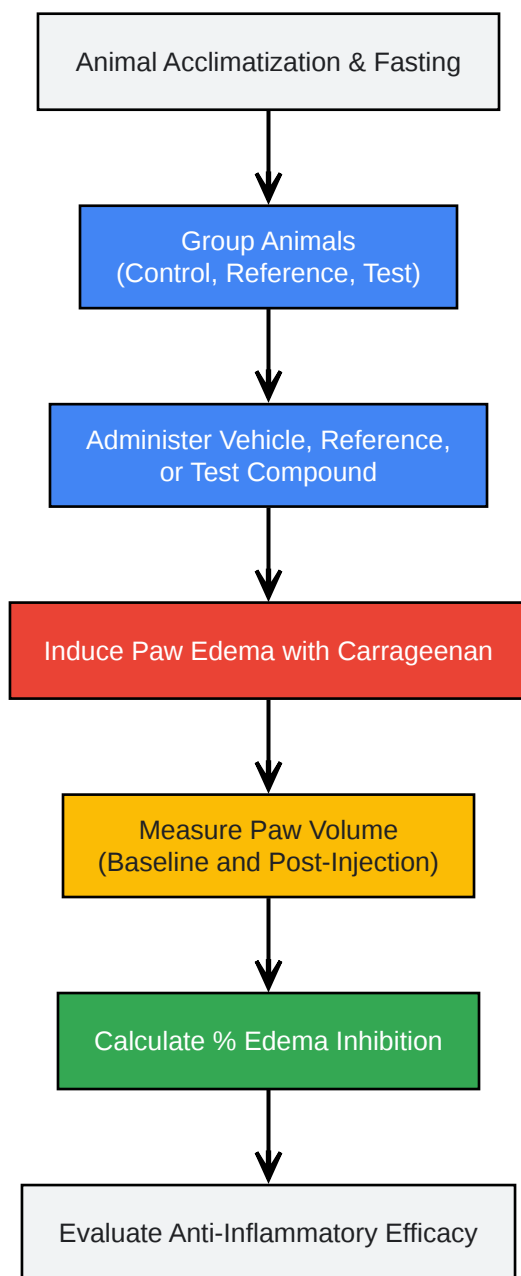 Animal Acclimatization & Fasting
Group Animals
(Control, Reference, Test)
Administer Vehicle, Reference,
or Test Compound
Induce Paw Edema with Carrageenan
Measure Paw Volume
(Baseline and Post-Injection)
Calculate % Edema Inhibition
Evaluate Anti-Inflammatory Efficacy